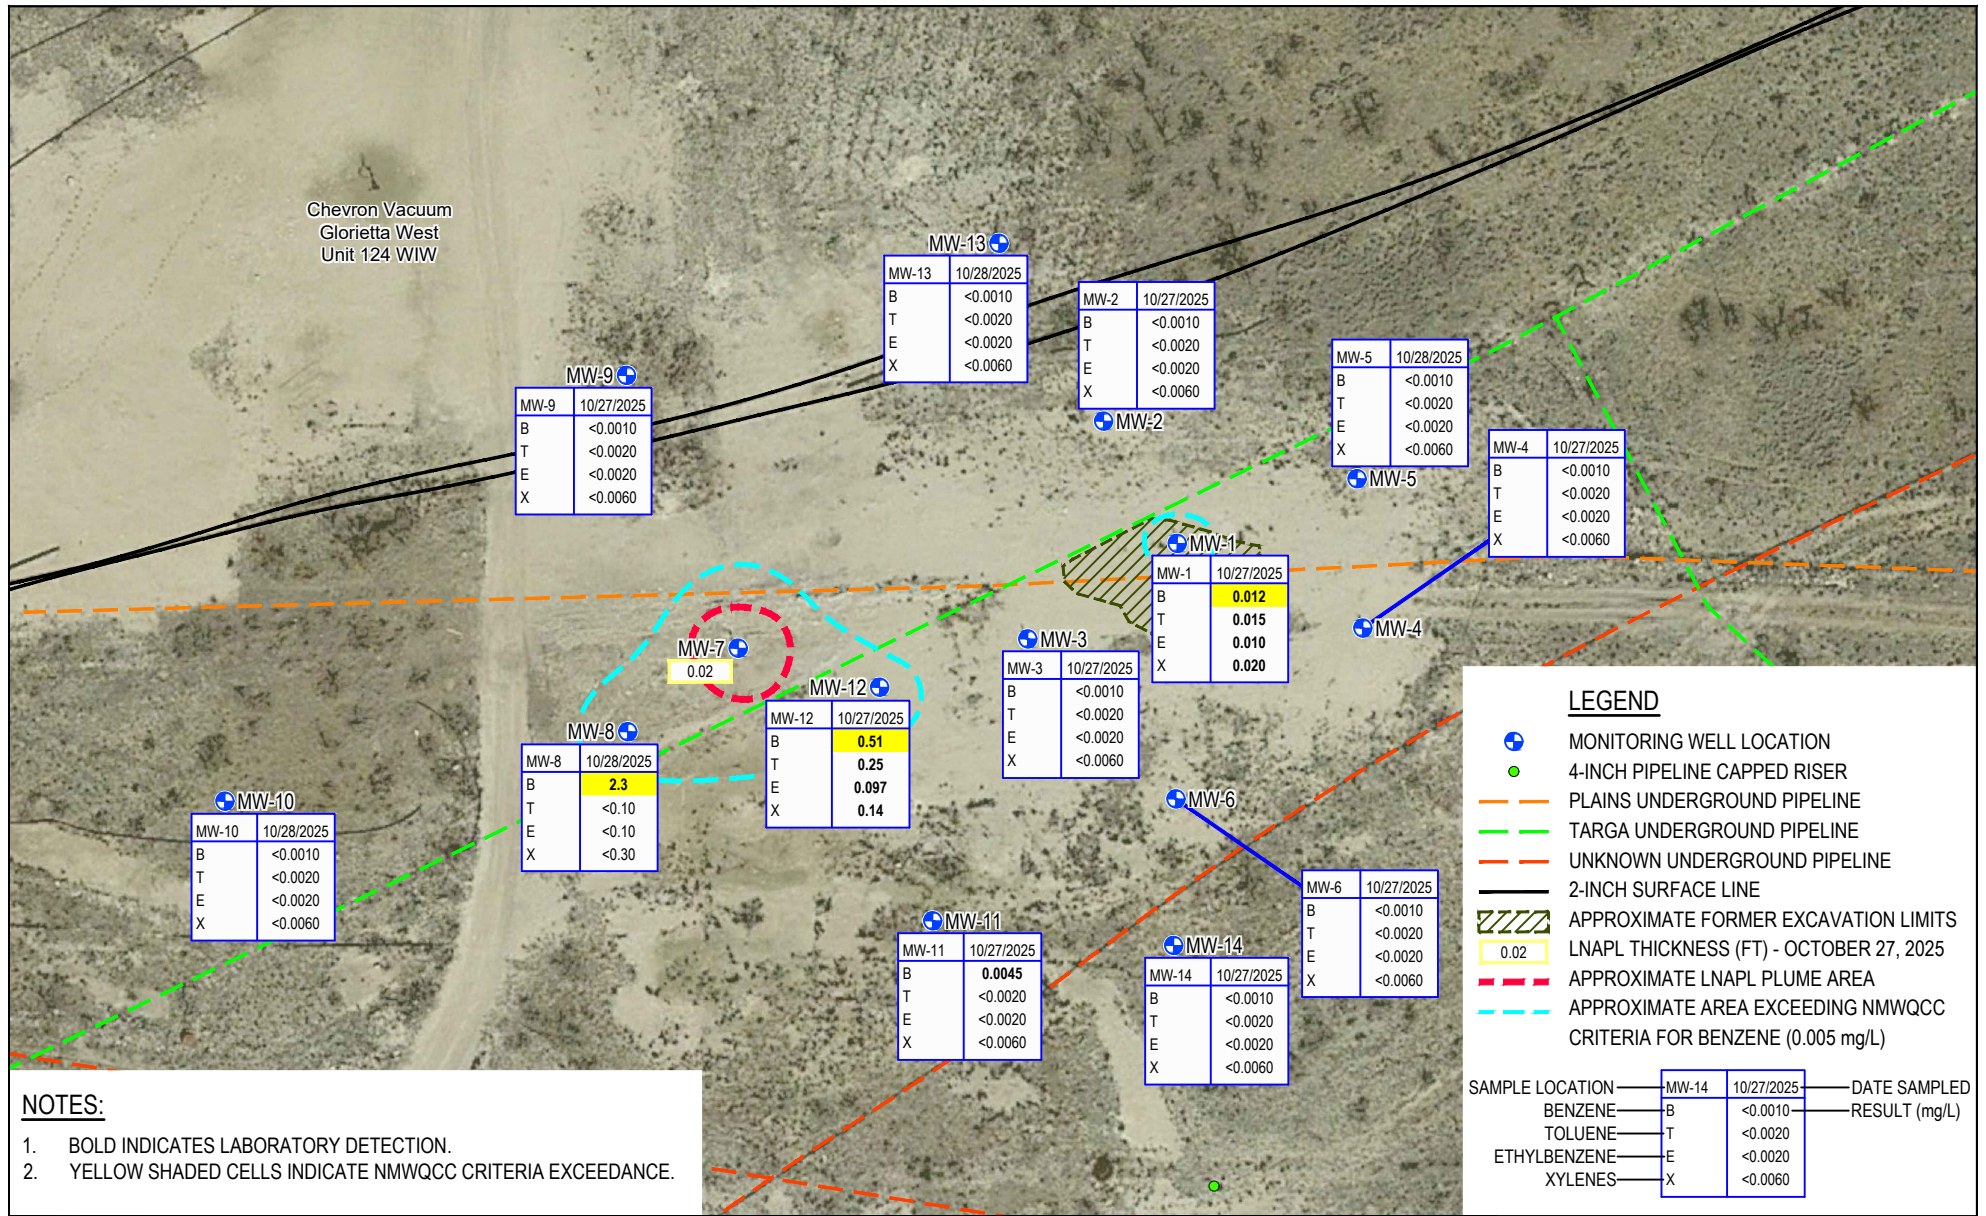 Chevron Vacuum
Glorietta West
Unit 124 WIW
MW-13
MW-13 10/28/2025
B <0.0010
T <0.0020
E <0.0020
X <0.0060
MW-2 10/27/2025
B <0.0010
T <0.0020
E <0.0020
X <0.0060
MW-2
MW-5 10/28/2025
B <0.0010
T <0.0020
E <0.0020
X <0.0060
MW-5
MW-9
MW-9 10/27/2025
B <0.0010
T <0.0020
E <0.0020
X <0.0060
MW-4 10/27/2025
B <0.0010
T <0.0020
E <0.0020
X <0.0060
MW-4
MW-1
MW-1 10/27/2025
B 0.012
T 0.015
E 0.010
X 0.020
MW-3
MW-3 10/27/2025
B <0.0010
T <0.0020
E <0.0020
X <0.0060
MW-7
0.02
MW-12
MW-12 10/27/2025
B 0.51
T 0.25
E 0.097
X 0.14
MW-8
MW-8 10/28/2025
B 2.3
T <0.10
E <0.10
X <0.30
MW-10
MW-10 10/28/2025
B <0.0010
T <0.0020
E <0.0020
X <0.0060
MW-6
MW-6 10/27/2025
B <0.0010
T <0.0020
E <0.0020
X <0.0060
MW-11
MW-11 10/27/2025
B 0.0045
T <0.0020
E <0.0020
X <0.0060
MW-14
MW-14 10/27/2025
B <0.0010
T <0.0020
E <0.0020
X <0.0060
LEGEND
MONITORING WELL LOCATION
4-INCH PIPELINE CAPPED RISER
PLAINS UNDERGROUND PIPELINE
TARGA UNDERGROUND PIPELINE
UNKNOWN UNDERGROUND PIPELINE
2-INCH SURFACE LINE
APPROXIMATE FORMER EXCAVATION LIMITS
0.02 LNAPL THICKNESS (FT) - OCTOBER 27, 2025
APPROXIMATE LNAPL PLUME AREA
APPROXIMATE AREA EXCEEDING NMWQCC
CRITERIA FOR BENZENE (0.005 mg/L)
SAMPLE LOCATION MW-14 10/27/2025 DATE SAMPLED
BENZENE B <0.0010 RESULT (mg/L)
TOLUENE T <0.0020
ETHYLBENZENE E <0.0020
XYLENES X <0.0060
NOTES:
1. BOLD INDICATES LABORATORY DETECTION.
2. YELLOW SHADED CELLS INDICATE NMWQCC CRITERIA EXCEEDANCE.